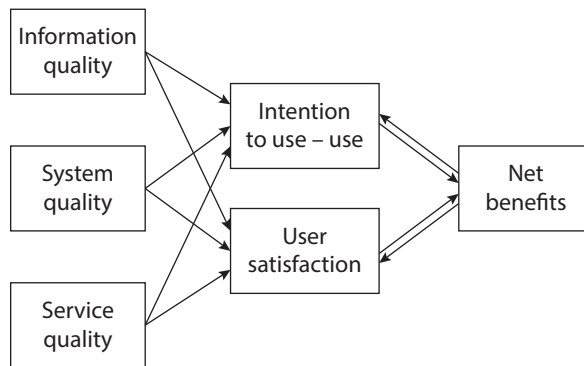 Information
quality
System
quality
Service
quality
Intention
to use – use
User
satisfaction
Net
benefits